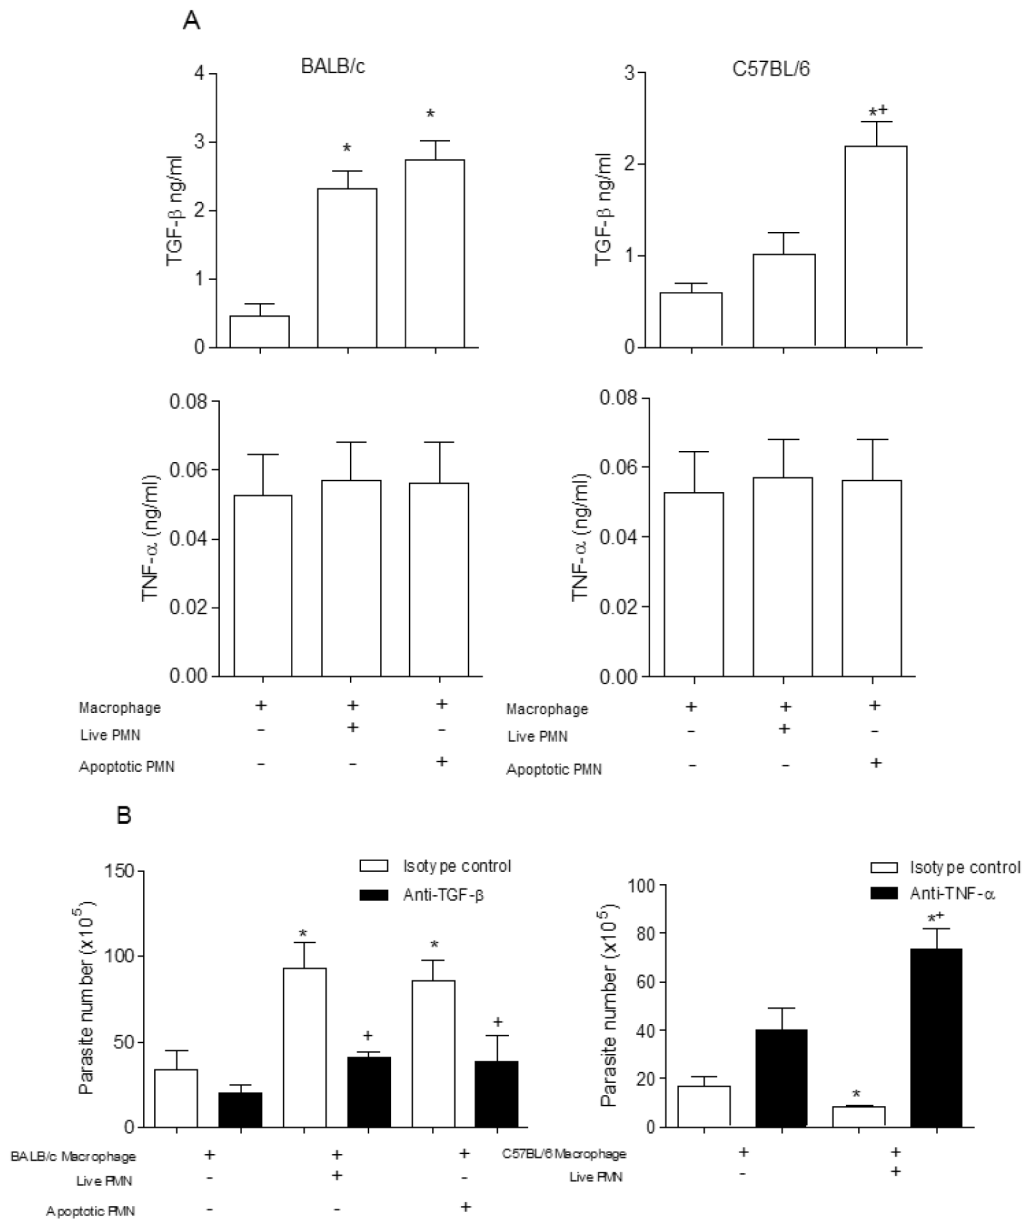 A
BALB/c
C57BL/6
4
3
2
1
0
TGF-β ng/ml
*
*
3
2
1
0
TGF-β ng/ml
*+
0.08
0.06
0.04
0.02
0.00
TNF-α (ng/ml)
0.08
0.06
0.04
0.02
0.00
TNF-α (ng/ml)
Macrophage + + +
Live PMN - + -
Apoptotic PMN - - +
Macrophage + + +
Live PMN - + -
Apoptotic PMN - - +
B
Isotype control
Anti-TGF-β
150
100
50
0
Parasite number (x10⁵)
*
+
*
+
BALB/c Macrophage + + +
Live PMN - + -
Apoptotic PMN - - +
Isotype control
Anti-TNF-α
100
80
60
40
20
0
Parasite number (x10⁵)
*
*+
C57BL/6 Macrophage + +
Live PMN - +